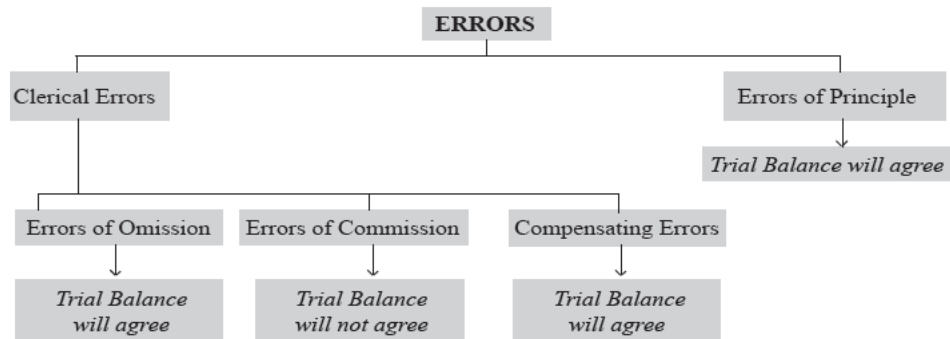 ERRORS
Clerical Errors
Errors of Principle
Trial Balance will agree
Errors of Omission
Errors of Commission
Compensating Errors
Trial Balance
will agree
Trial Balance
will not agree
Trial Balance
will agree